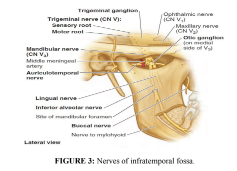 Trigeminal ganglion
Trigeminal nerve (CN V):
Sensory root
Motor root
Mandibular nerve
(CN V₃)
Middle meningeal
artery
Auriculotemporal
nerve
Lingual nerve
Inferior alveolar nerve
Site of mandibular foramen
Buccal nerve
Nerve to mylohyoid
Lateral view
Ophthalmic nerve
(CN V₁)
Maxillary nerve
(CN V₂)
Otic ganglion
(on medial
side of V₃)
FIGURE 3: Nerves of infratemporal fossa.